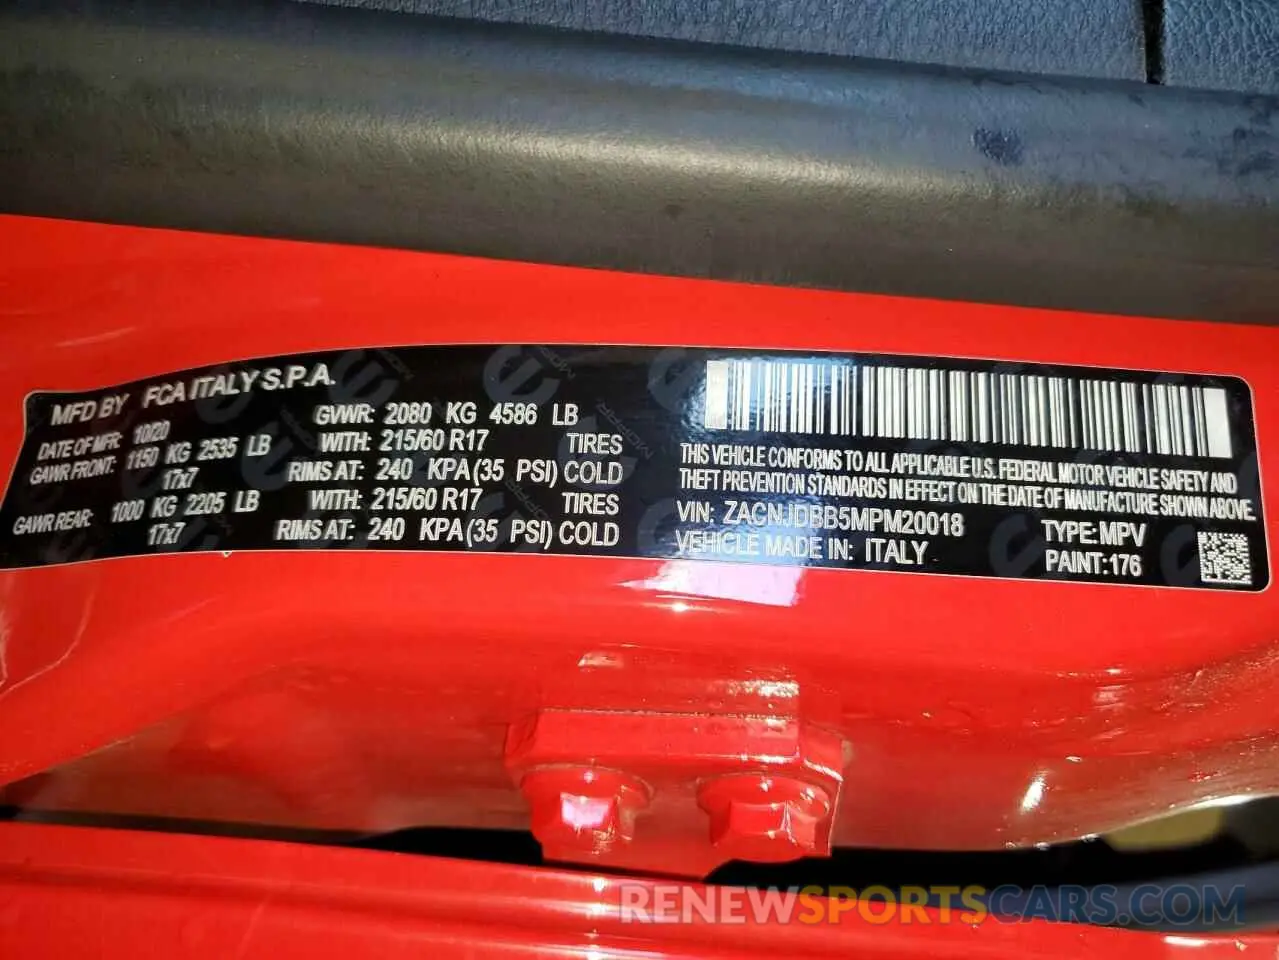 MFD BY FCA ITALY S.P.A.
DATE OF MFR: 10/20 GVWR: 2080 KG 4586 LB
GAWR FRONT: 1150 KG 2535 LB WITH: 215/60 R17 TIRES
17x7 RIMS AT: 240 KPA(35 PSI) COLD
GAWR REAR: 1000 KG 2205 LB WITH: 215/60 R17 TIRES
17x7 RIMS AT: 240 KPA(35 PSI) COLD
THIS VEHICLE CONFORMS TO ALL APPLICABLE U.S. FEDERAL MOTOR VEHICLE SAFETY AND
THEFT PREVENTION STANDARDS IN EFFECT ON THE DATE OF MANUFACTURE SHOWN ABOVE.
VIN: ZACNJDBB5MPM20018 TYPE: MPV
VEHICLE MADE IN: ITALY PAINT: 176
RENEWSPORTSCARS.COM